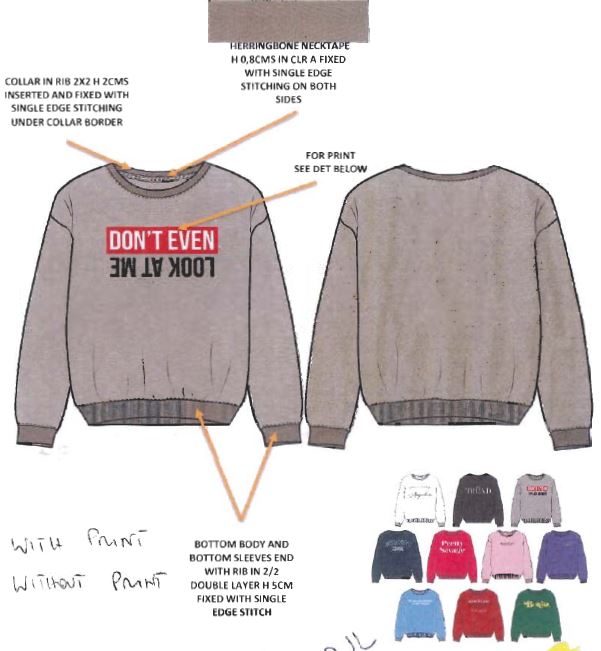 HERRINGBONE NECKTAPE
H 0,8CMS IN CLR A FIXED
WITH SINGLE EDGE
STITCHING ON BOTH
SIDES
COLLAR IN RIB 2X2 H 2CMS
INSERTED AND FIXED WITH
SINGLE EDGE STITCHING
UNDER COLLAR BORDER
FOR PRINT
SEE DET BELOW
DON'T EVEN
LOOK AT ME
WITH PRINT
WITHOUT PRINT
BOTTOM BODY AND
BOTTOM SLEEVES END
WITH RIB IN 2/2
DOUBLE LAYER H 5CM
FIXED WITH SINGLE
EDGE STITCH
Pretty
Savage